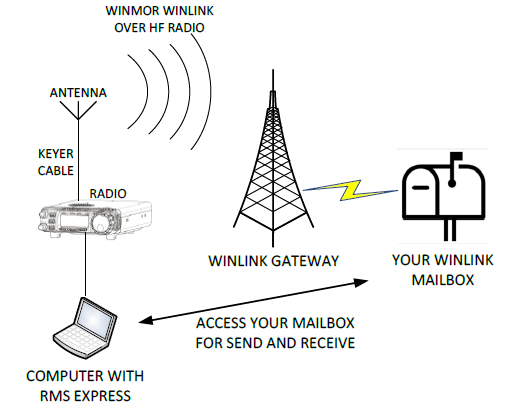 WINMOR WINLINK
OVER HF RADIO
ANTENNA
KEYER
CABLE
RADIO
WINLINK GATEWAY
YOUR WINLINK
MAILBOX
ACCESS YOUR MAILBOX
FOR SEND AND RECEIVE
COMPUTER WITH
RMS EXPRESS